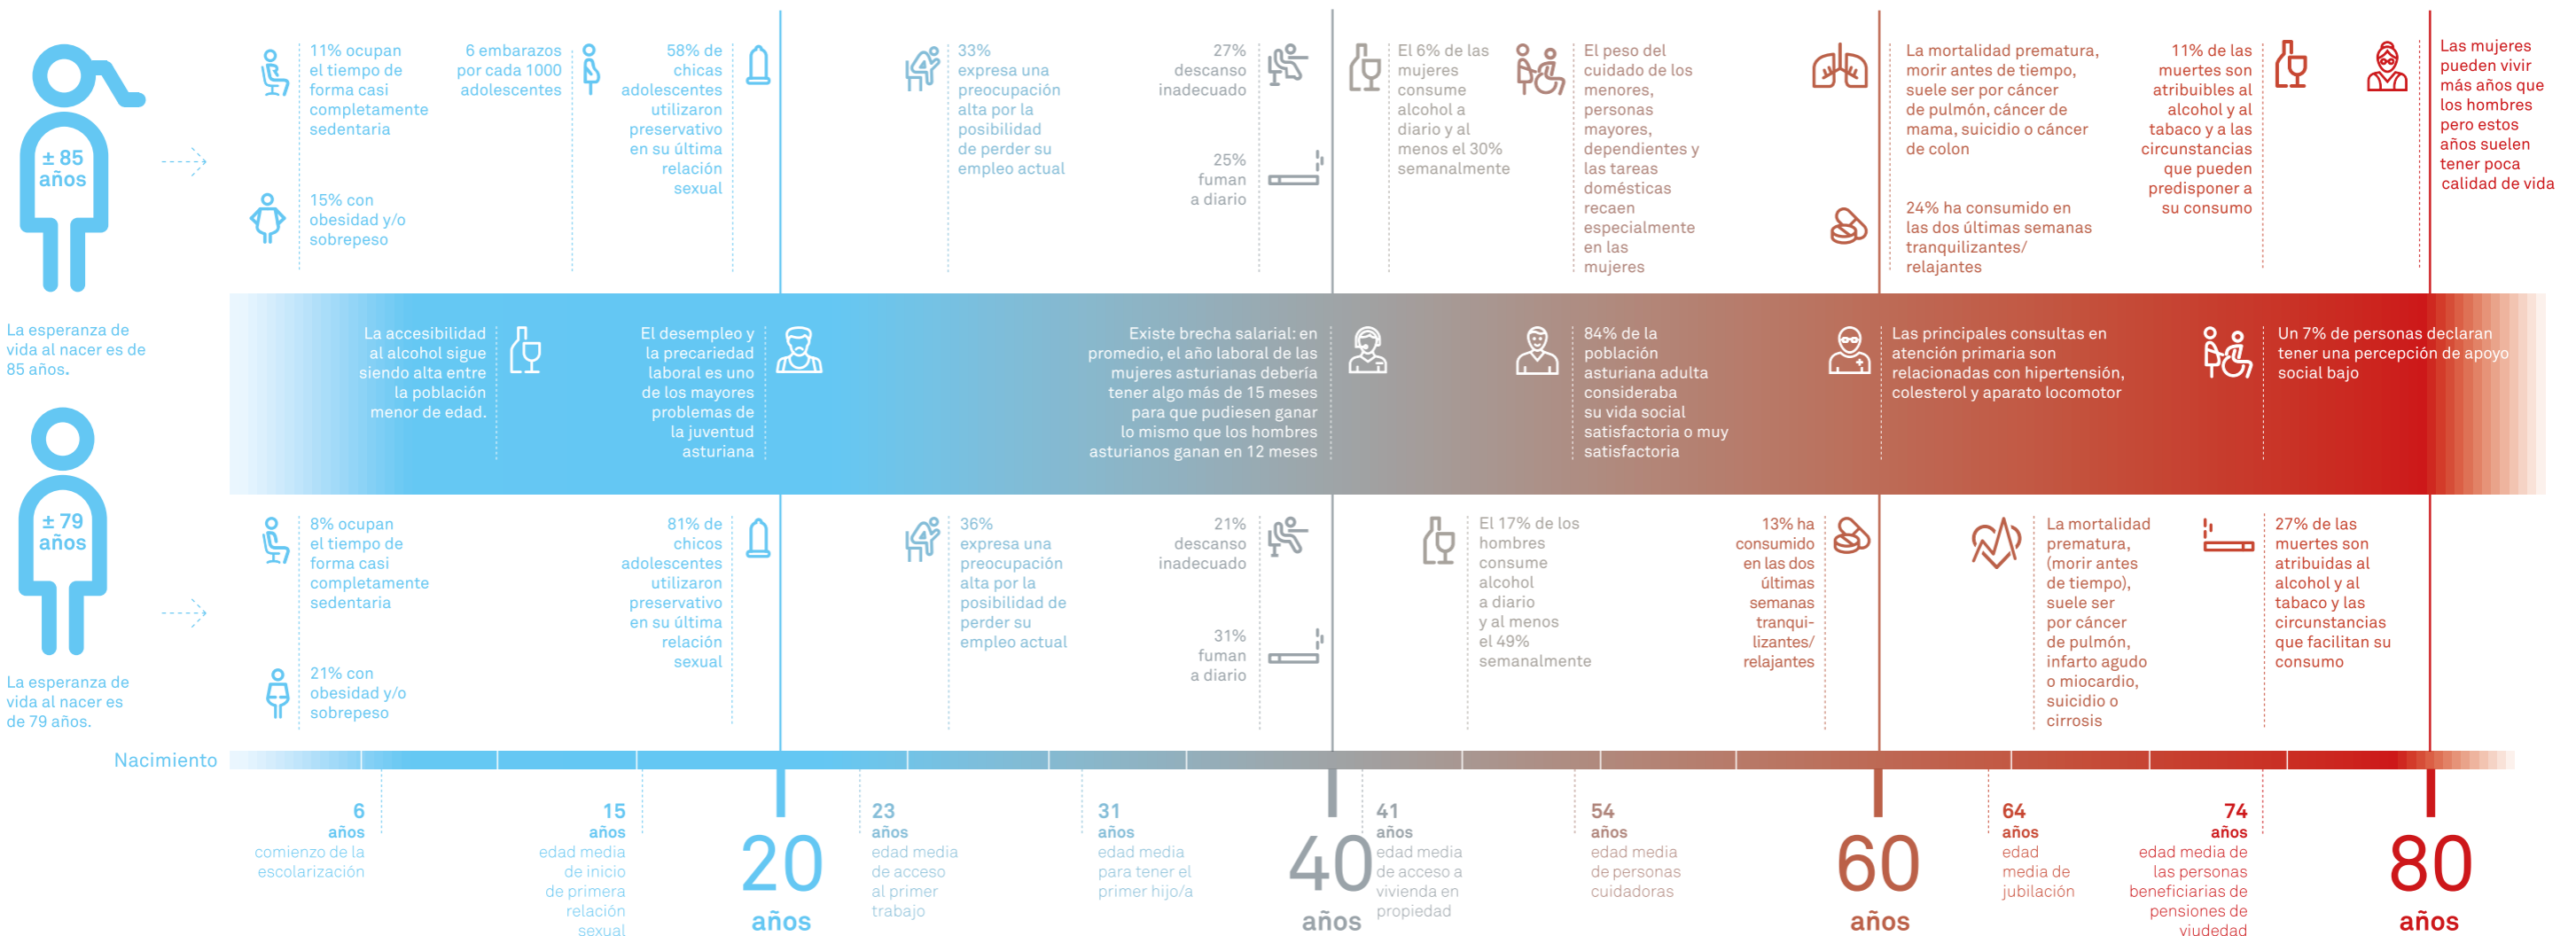 ± 85
años
La esperanza de
vida al nacer es de
85 años.
11% ocupan
el tiempo de
forma casi
completamente
sedentaria
15% con
obesidad y/o
sobrepeso
6 embarazos
por cada 1000
adolescentes
58% de
chicas
adolescentes
utilizaron
preservativo
en su última
relación
sexual
33%
expresa una
preocupación
alta por la
posibilidad
de perder su
empleo actual
27%
descanso
inadecuado
25%
fuman
a diario
El 6% de las
mujeres
consume
alcohol a
diario y al
menos el 30%
semanalmente
El peso del
cuidado de los
menores,
personas
mayores,
dependientes y
las tareas
domésticas
recaen
especialmente
en las
mujeres
La mortalidad prematura,
morir antes de tiempo,
suele ser por cáncer
de pulmón, cáncer de
mama, suicidio o cáncer
de colon
24% ha consumido en
las dos últimas semanas
tranquilizantes/
relajantes
11% de las
muertes son
atribuibles al
alcohol y al
tabaco y a las
circunstancias
que pueden
predisponer a
su consumo
Las mujeres
pueden vivir
más años que
los hombres
pero estos
años suelen
tener poca
calidad de vida
La accesibilidad
al alcohol sigue
siendo alta entre
la población
menor de edad.
El desempleo y
la precariedad
laboral es uno
de los mayores
problemas de
la juventud
asturiana
Existe brecha salarial: en
promedio, el año laboral de las
mujeres asturianas debería
tener algo más de 15 meses
para que pudiesen ganar
lo mismo que los hombres
asturianos ganan en 12 meses
84% de la
población
asturiana adulta
consideraba
su vida social
satisfactoria o muy
satisfactoria
Las principales consultas en
atención primaria son
relacionadas con hipertensión,
colesterol y aparato locomotor
Un 7% de personas declaran
tener una percepción de apoyo
social bajo
± 79
años
La esperanza de
vida al nacer es
de 79 años.
8% ocupan
el tiempo de
forma casi
completamente
sedentaria
21% con
obesidad y/o
sobrepeso
81% de
chicos
adolescentes
utilizaron
preservativo
en su última
relación
sexual
36%
expresa una
preocupación
alta por la
posibilidad de
perder su
empleo actual
21%
descanso
inadecuado
31%
fuman
a diario
El 17% de los
hombres
consume
alcohol
a diario
y al menos
el 49%
semanalmente
13% ha
consumido
en las dos
últimas
semanas
tranqui-
lizantes/
relajantes
La mortalidad
prematura,
(morir antes
de tiempo),
suele ser
por cáncer
de pulmón,
infarto agudo
o miocardio,
suicidio o
cirrosis
27% de las
muertes son
atribuidas al
alcohol y al
tabaco y las
circunstancias
que facilitan su
consumo
Nacimiento
6
años
comienzo de la
escolarización
15
años
edad media
de inicio
de primera
relación
sexual
20
años
23
años
edad media
de acceso
al primer
trabajo
31
años
edad media
para tener el
primer hijo/a
40
años
41
años
edad media
de acceso a
vivienda en
propiedad
54
años
edad media
de personas
cuidadoras
60
años
64
años
edad
media de
jubilación
74
años
edad media de
las personas
beneficiarias de
pensiones de
viudedad
80
años